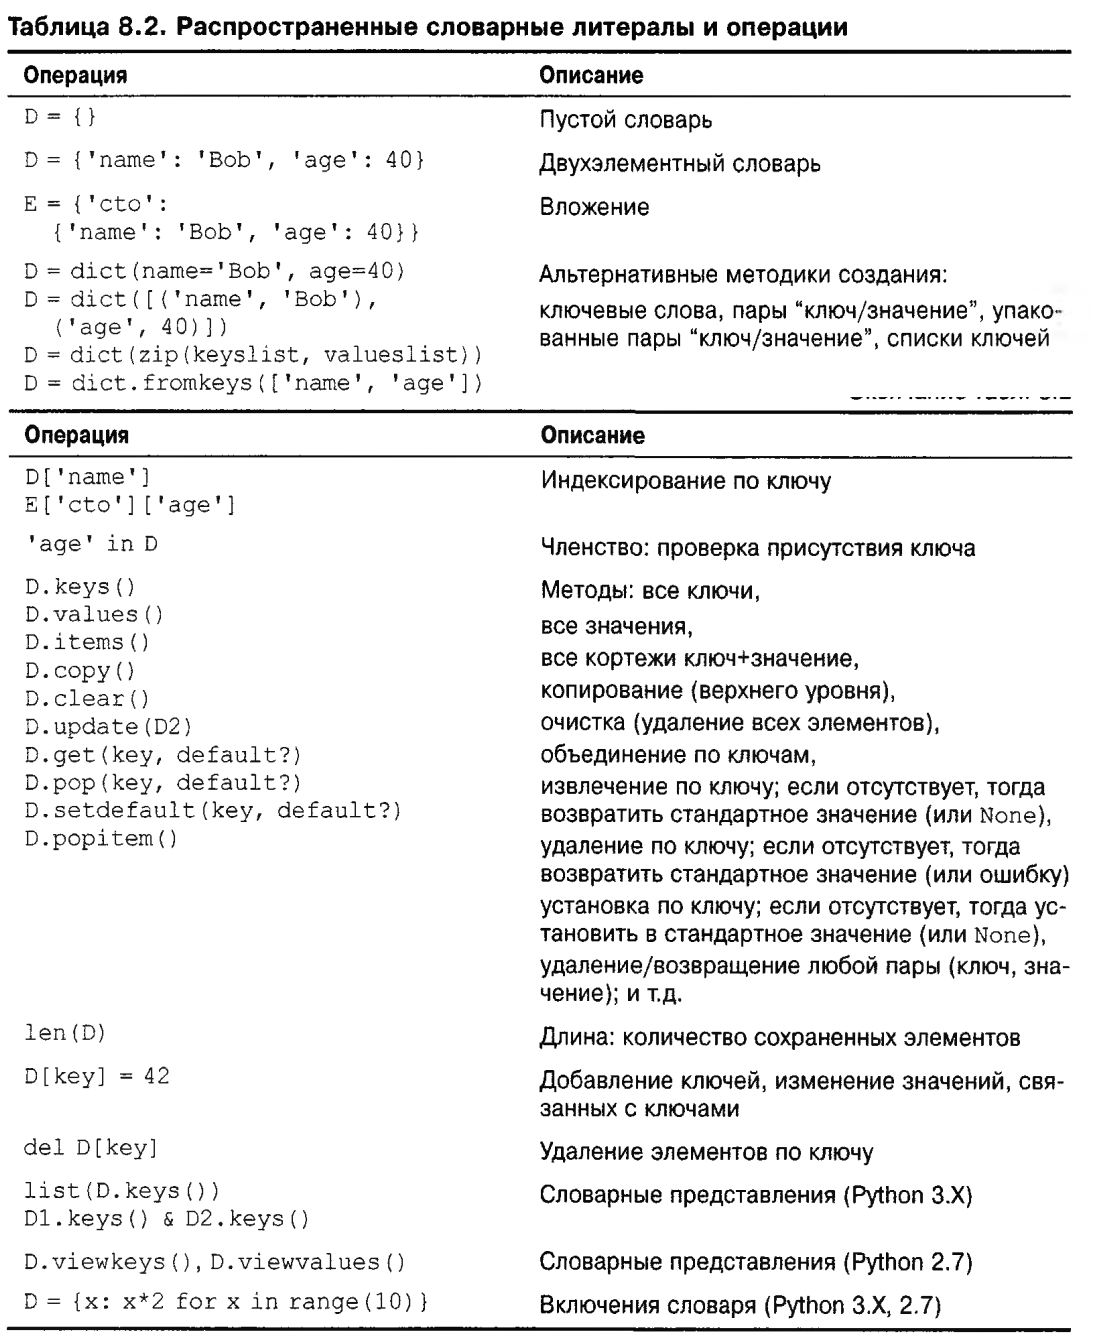 Таблица 8.2. Распространенные словарные литералы и операции
Операция Описание
D = {} Пустой словарь
D = {'name': 'Bob', 'age': 40} Двухэлементный словарь
E = {'cto': Вложение
{'name': 'Bob', 'age': 40}}
D = dict(name='Bob', age=40)
D = dict([('name', 'Bob'),
('age', 40)])
D = dict(zip(keyslist, valueslist))
D = dict.fromkeys(['name', 'age'])
Альтернативные методики создания:
ключевые слова, пары “ключ/значение”, упако-
ванные пары “ключ/значение”, списки ключей
Операция Описание
D['name']
E['cto']['age']
Индексирование по ключу
'age' in D Членство: проверка присутствия ключа
D.keys()
D.values()
D.items()
D.copy()
D.clear()
D.update(D2)
D.get(key, default?)
D.pop(key, default?)
D.setdefault(key, default?)
D.popitem()
Методы: все ключи,
все значения,
все кортежи ключ+значение,
копирование (верхнего уровня),
очистка (удаление всех элементов),
объединение по ключам,
извлечение по ключу; если отсутствует, тогда
возвратить стандартное значение (или None),
удаление по ключу; если отсутствует, тогда
возвратить стандартное значение (или ошибку)
установка по ключу; если отсутствует, тогда ус-
тановить в стандартное значение (или None),
удаление/возвращение любой пары (ключ, зна-
чение); и т.д.
len(D) Длина: количество сохраненных элементов
D[key] = 42 Добавление ключей, изменение значений, свя-
занных с ключами
del D[key] Удаление элементов по ключу
list(D.keys()) Словарные представления (Python 3.X)
D1.keys() & D2.keys()
D.viewkeys(), D.viewvalues() Словарные представления (Python 2.7)
D = {x: x*2 for x in range(10)} Включения словаря (Python 3.X, 2.7)